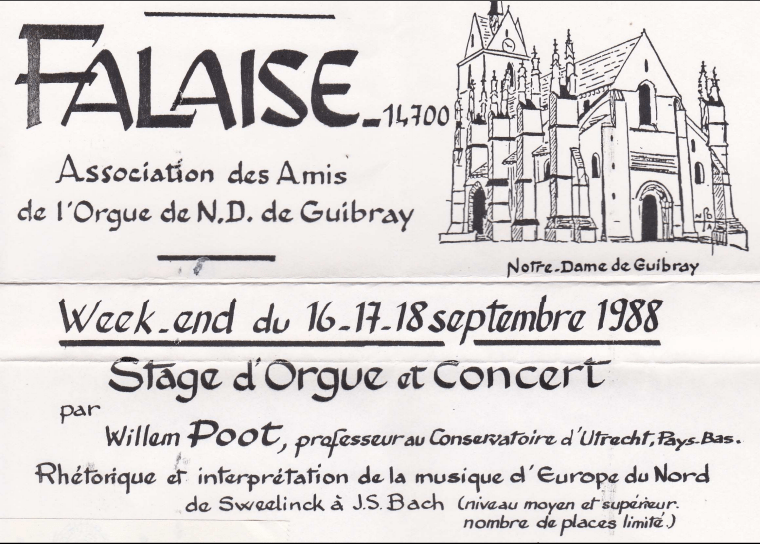 FALAISE_14700
Association des Amis
de l'Orgue de N.D. de Guibray
Notre-Dame de Guibray
Week-end du 16-17-18 septembre 1988
Stage d'Orgue et Concert
par
Willem POOT, professeur au Conservatoire d'Utrecht, Pays-Bas.
Rhétorique et interprétation de la musique d'Europe du Nord
de Sweelinck à J.S. Bach (niveau moyen et supérieur.
nombre de places limité.)